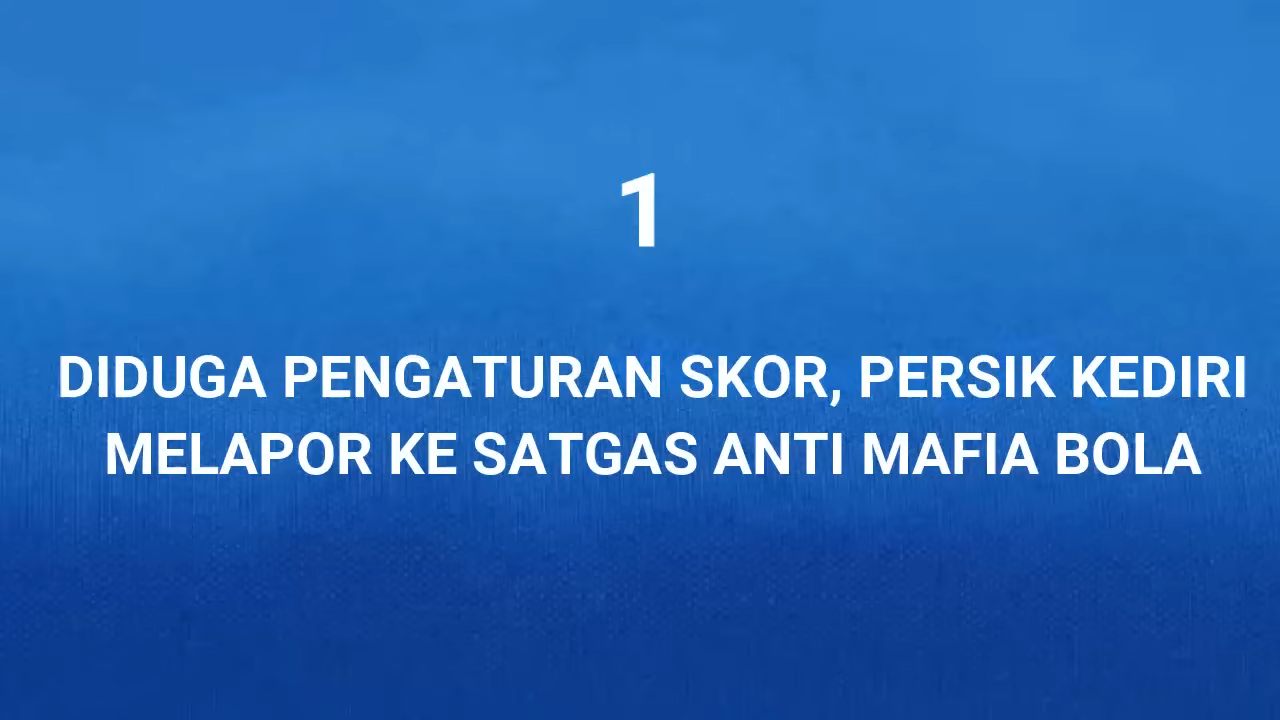 1
DIDUGA PENGATURAN SKOR, PERSIK KEDIRI
MELAPOR KE SATGAS ANTI MAFIA BOLA